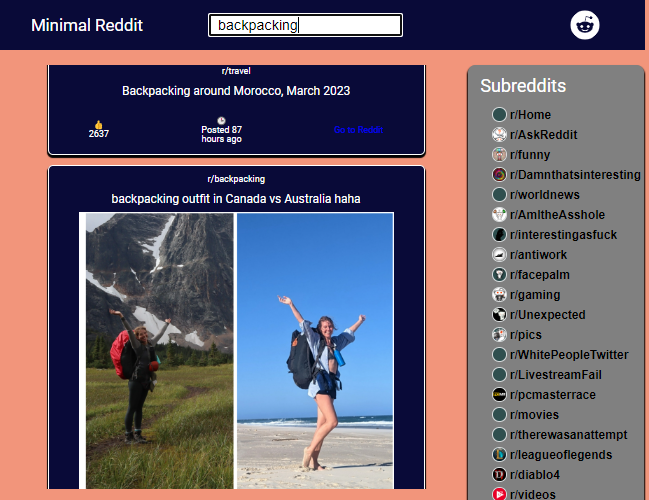 Minimal Reddit
backpacking
r/travel
Backpacking around Morocco, March 2023
2637
Posted 87
hours ago
Go to Reddit
r/backpacking
backpacking outfit in Canada vs Australia haha
Subreddits
r/Home
r/AskReddit
r/funny
r/Damnthatsinteresting
r/worldnews
r/AmItheAsshole
r/interestingasfuck
r/antiwork
r/facepalm
r/gaming
r/Unexpected
r/pics
r/WhitePeopleTwitter
r/LivestreamFail
r/pcmasterrace
r/movies
r/therewasanattempt
r/leagueoflegends
r/diablo4
r/videos